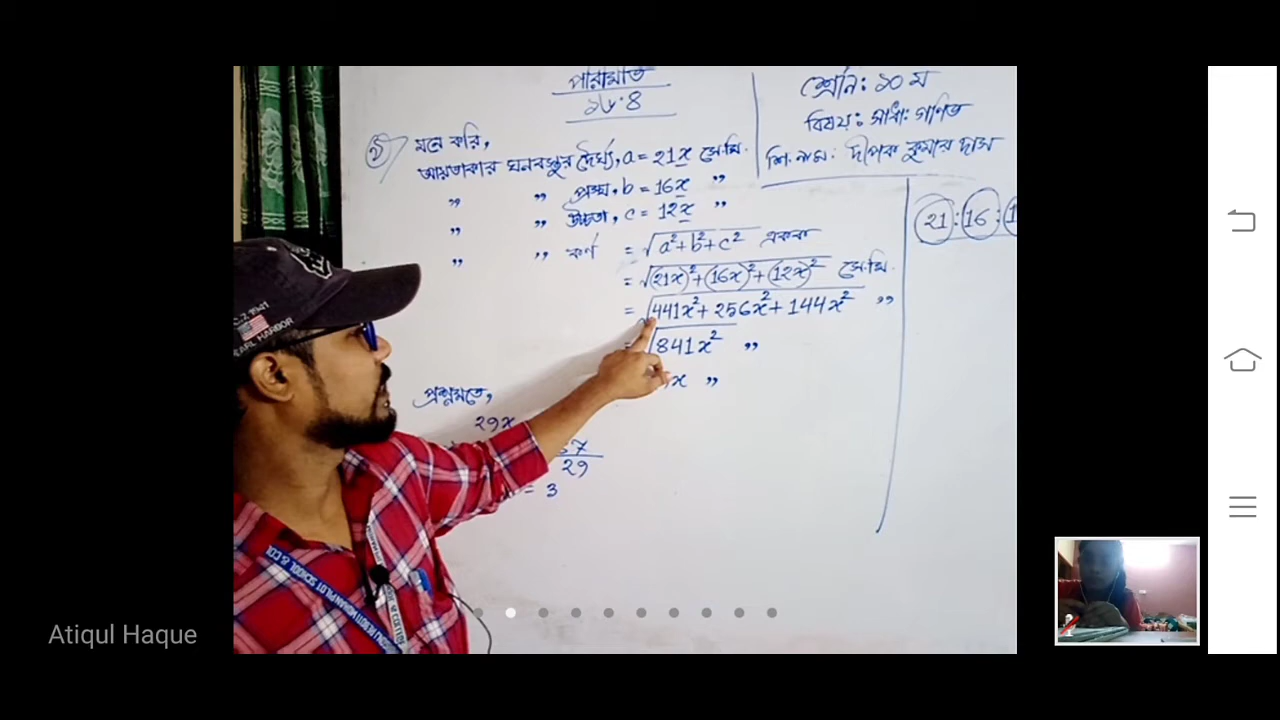 পরিমিতি
১৬.৪
শ্রেণি: ১০ ম
বিষয়: সাধা: গণিত
শি. নাম: দীপক কুমার দাস
মনে করি,
আয়তাকার ঘনবস্তুর দৈর্ঘ্য, a = 21x সে.মি.
" " প্রস্থ, b = 16x "
" " উচ্চতা, c = 12x "
" " কর্ণ = √a²+b²+c² একক
= √(21x)²+(16x)²+(12x)² সে.মি.
= √441x²+256x²+144x² "
√841x² "
x "
প্রশ্নমতে,
29x
29
= 3
21:16:1
Atiqul Haque